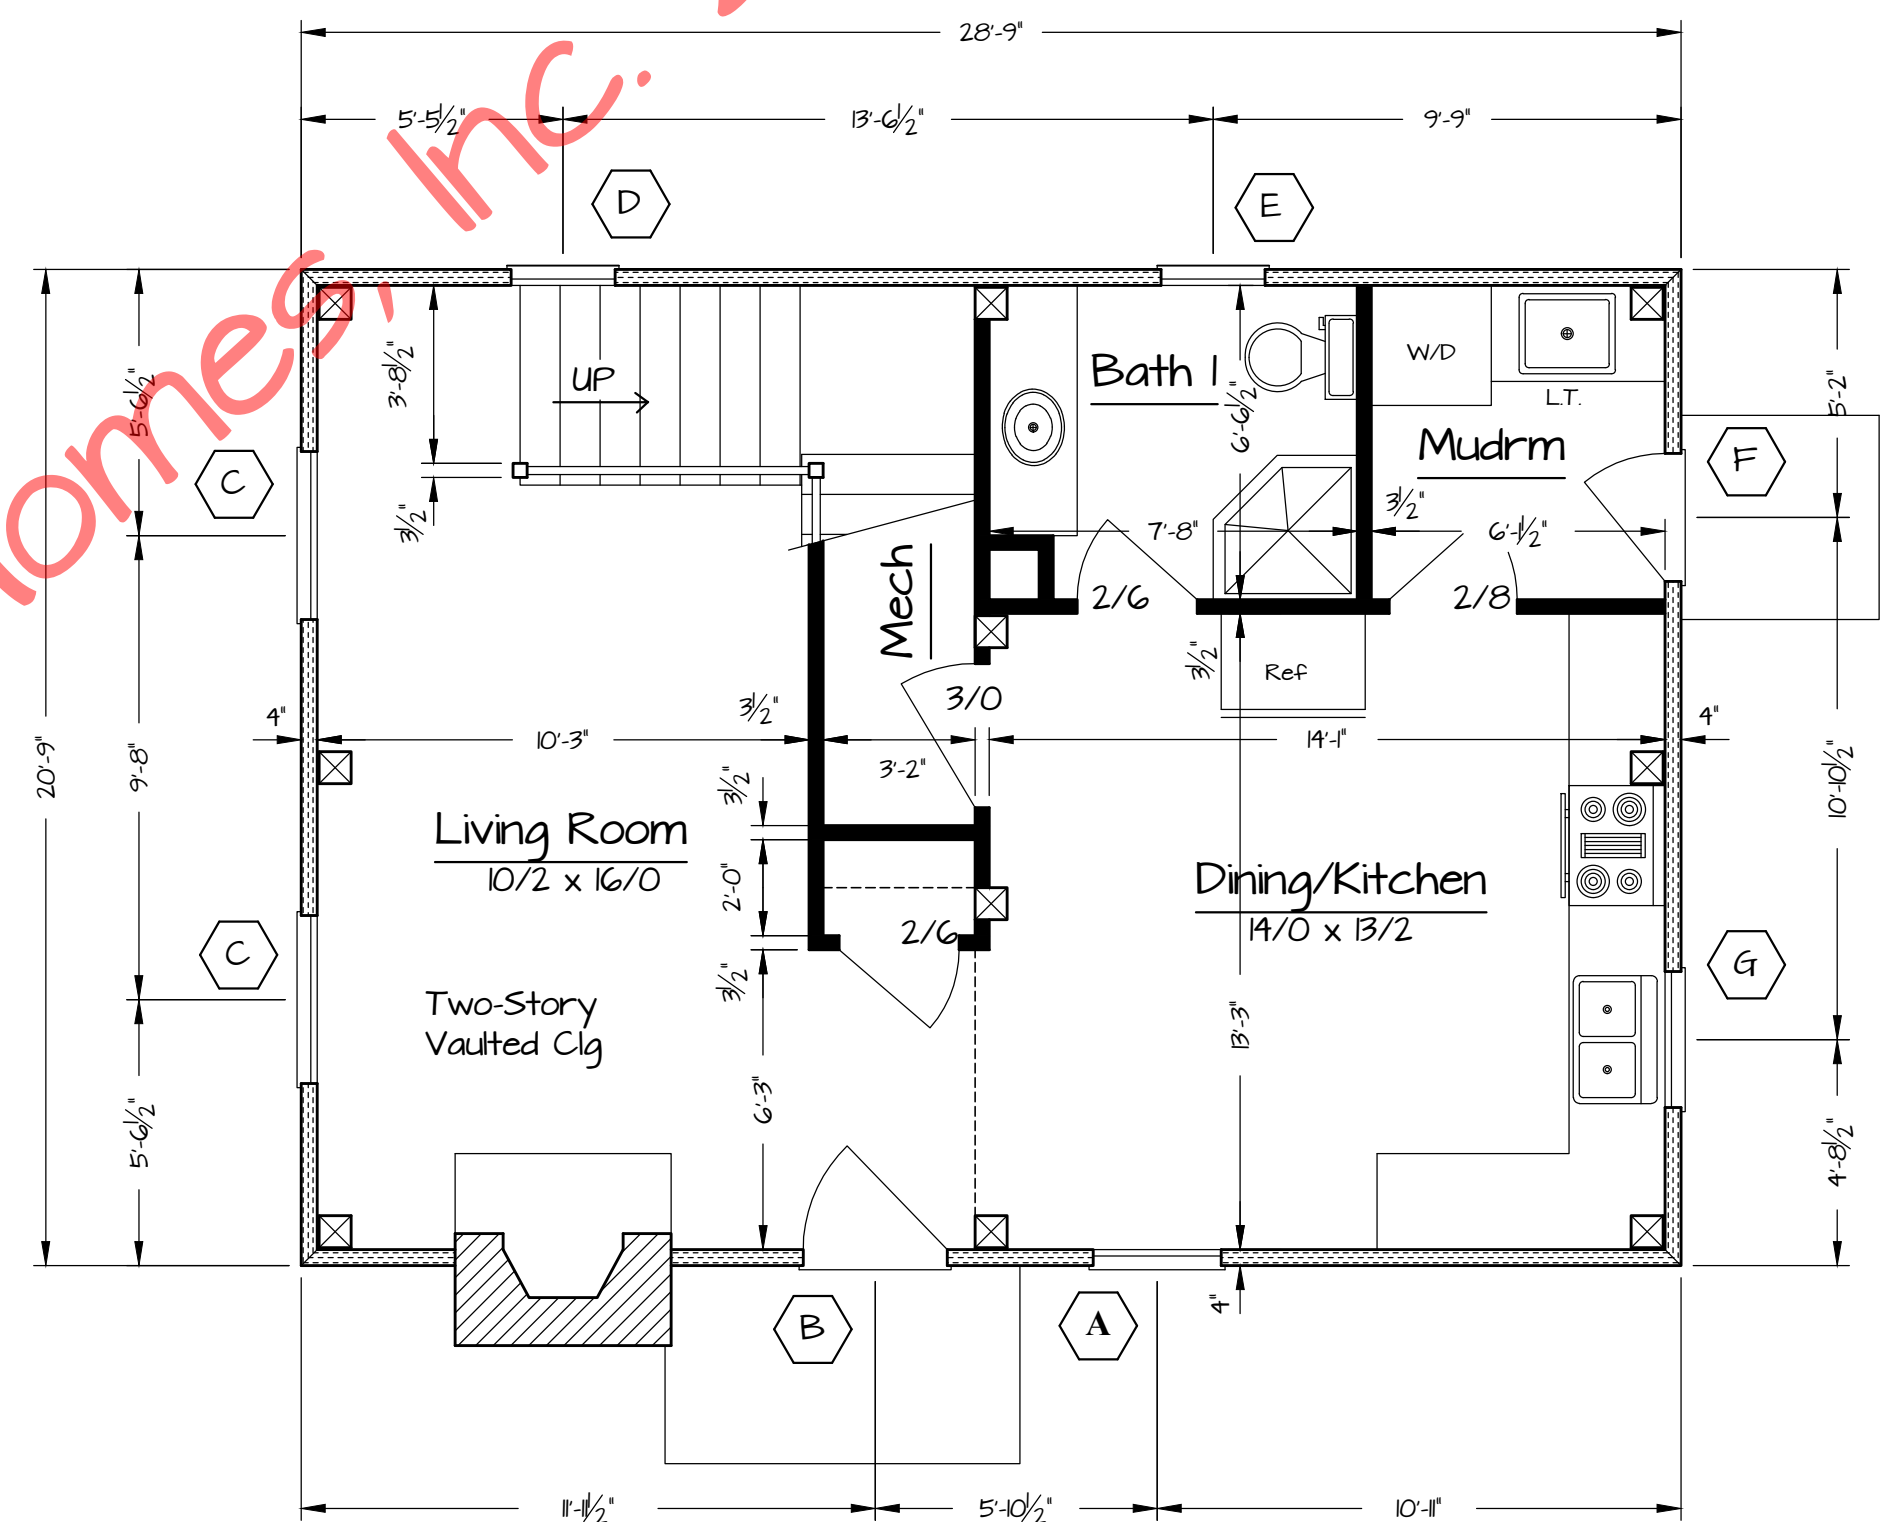 28'-9"
5'-5½"
13'-6½"
9'-9"
Homes, Inc.
D
E
UP
3'-8½"
3½"
5'-6½"
Bath 1
6'-6½"
W/D
L.T.
Mudrm
5'-2"
C
F
3½"
7'-8"
6'-1½"
Mech
2/6
2/8
3½"
Ref
3/0
4"
10'-3"
3½"
3'-2"
14'-1"
4"
20'-9"
9'-8"
10'-10½"
3½"
Living Room
10/2 x 16/0
2'-0"
2/6
3½"
Dining/Kitchen
14/0 x 13/2
C
G
Two-Story
Vaulted Clg
13'-3"
6'-3"
5'-6½"
4'-8½"
4"
B
A
11'-11½"
5'-10½"
10'-11"